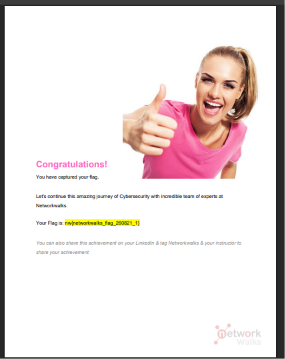 Congratulations!
You have captured your flag.
Let's continue this amazing journey of Cybersecurity with incredible team of experts at
Networkwalks.
Your Flag is: nw{networkwalks_flag_260821_1}
You can also share this achievement on your LinkedIn & tag Networkwalks & your instructor to
share your achievement
network
Walks